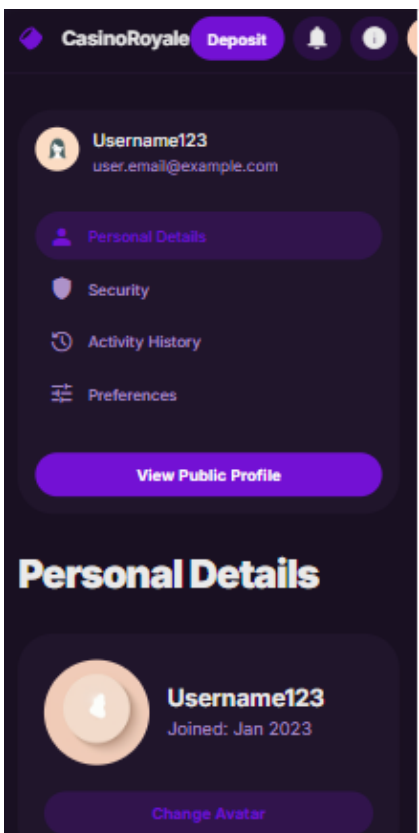 CasinoRoyale Deposit
Username123
user.email@example.com
Personal Details
Security
Activity History
Preferences
View Public Profile
Personal Details
Username123
Joined: Jan 2023
Change Avatar